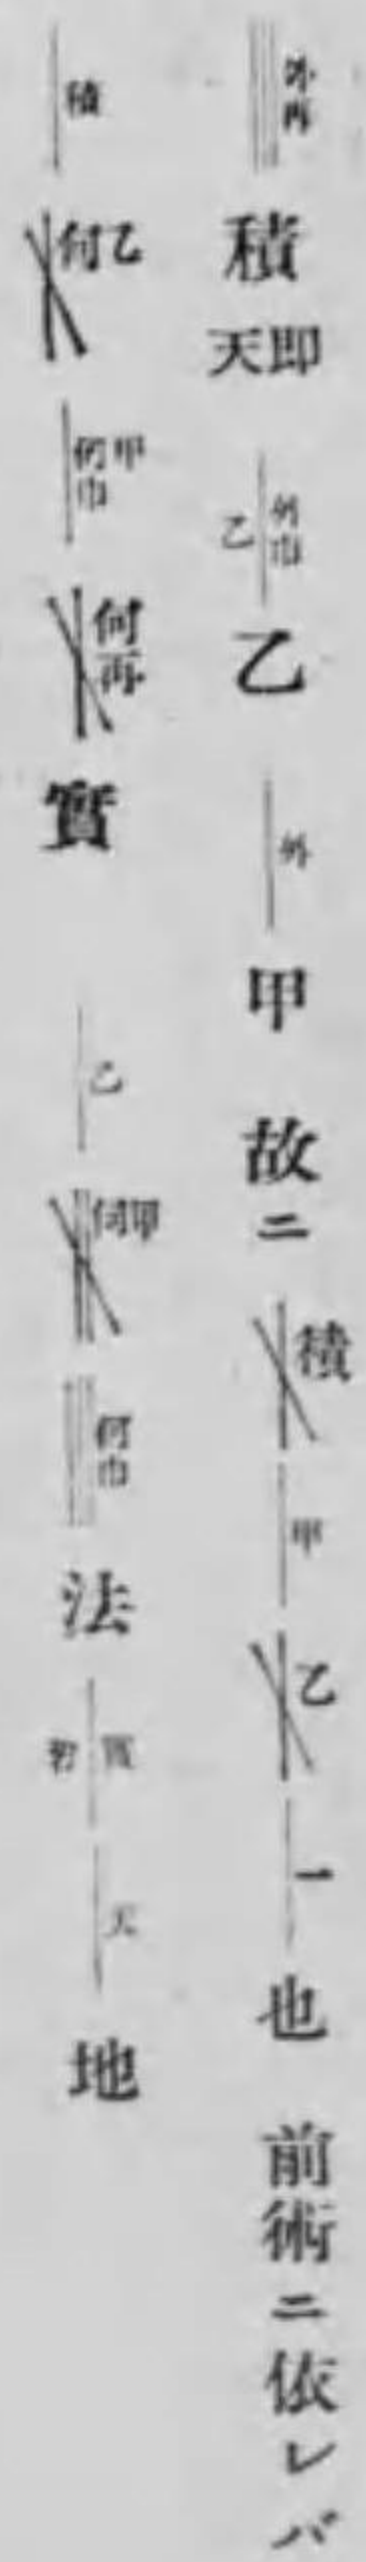 外再 積 即天 何巾 乙 乙 外 甲 故ニ 積 甲 乙 一 也 前術ニ依レバ
積 乙何 甲何巾 何再 實 乙 甲何 何巾 法 天 地